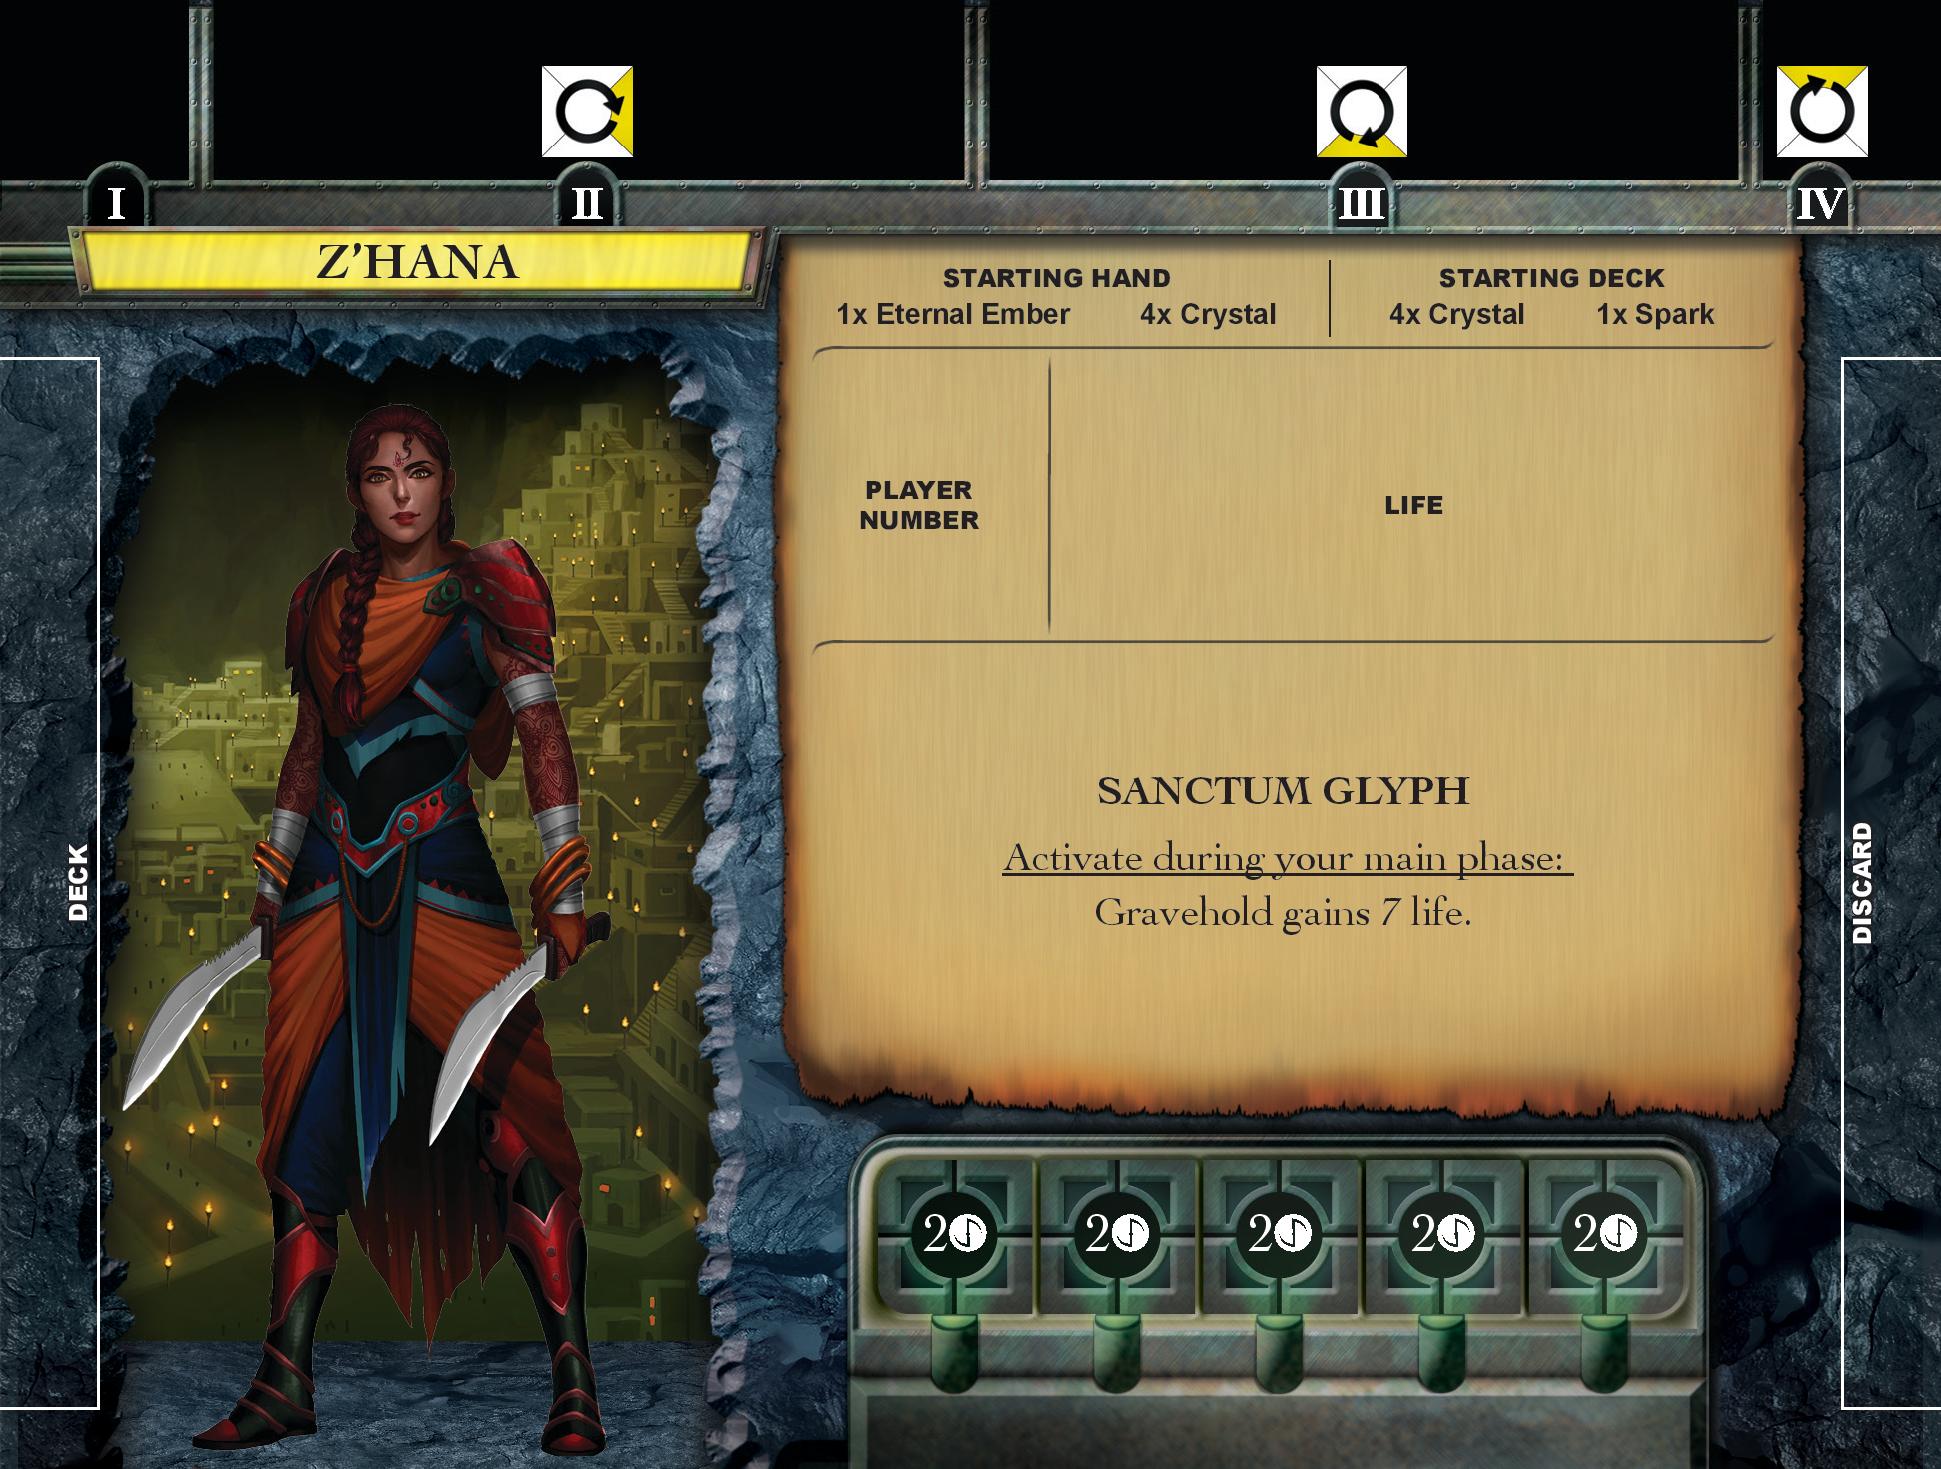 I
II
III
IV
Z'HANA
STARTING HAND
1x Eternal Ember 4x Crystal
STARTING DECK
4x Crystal 1x Spark
PLAYER
NUMBER
LIFE
SANCTUM GLYPH
Activate during your main phase:
Gravehold gains 7 life.
DECK
DISCARD
2 2 2 2 2